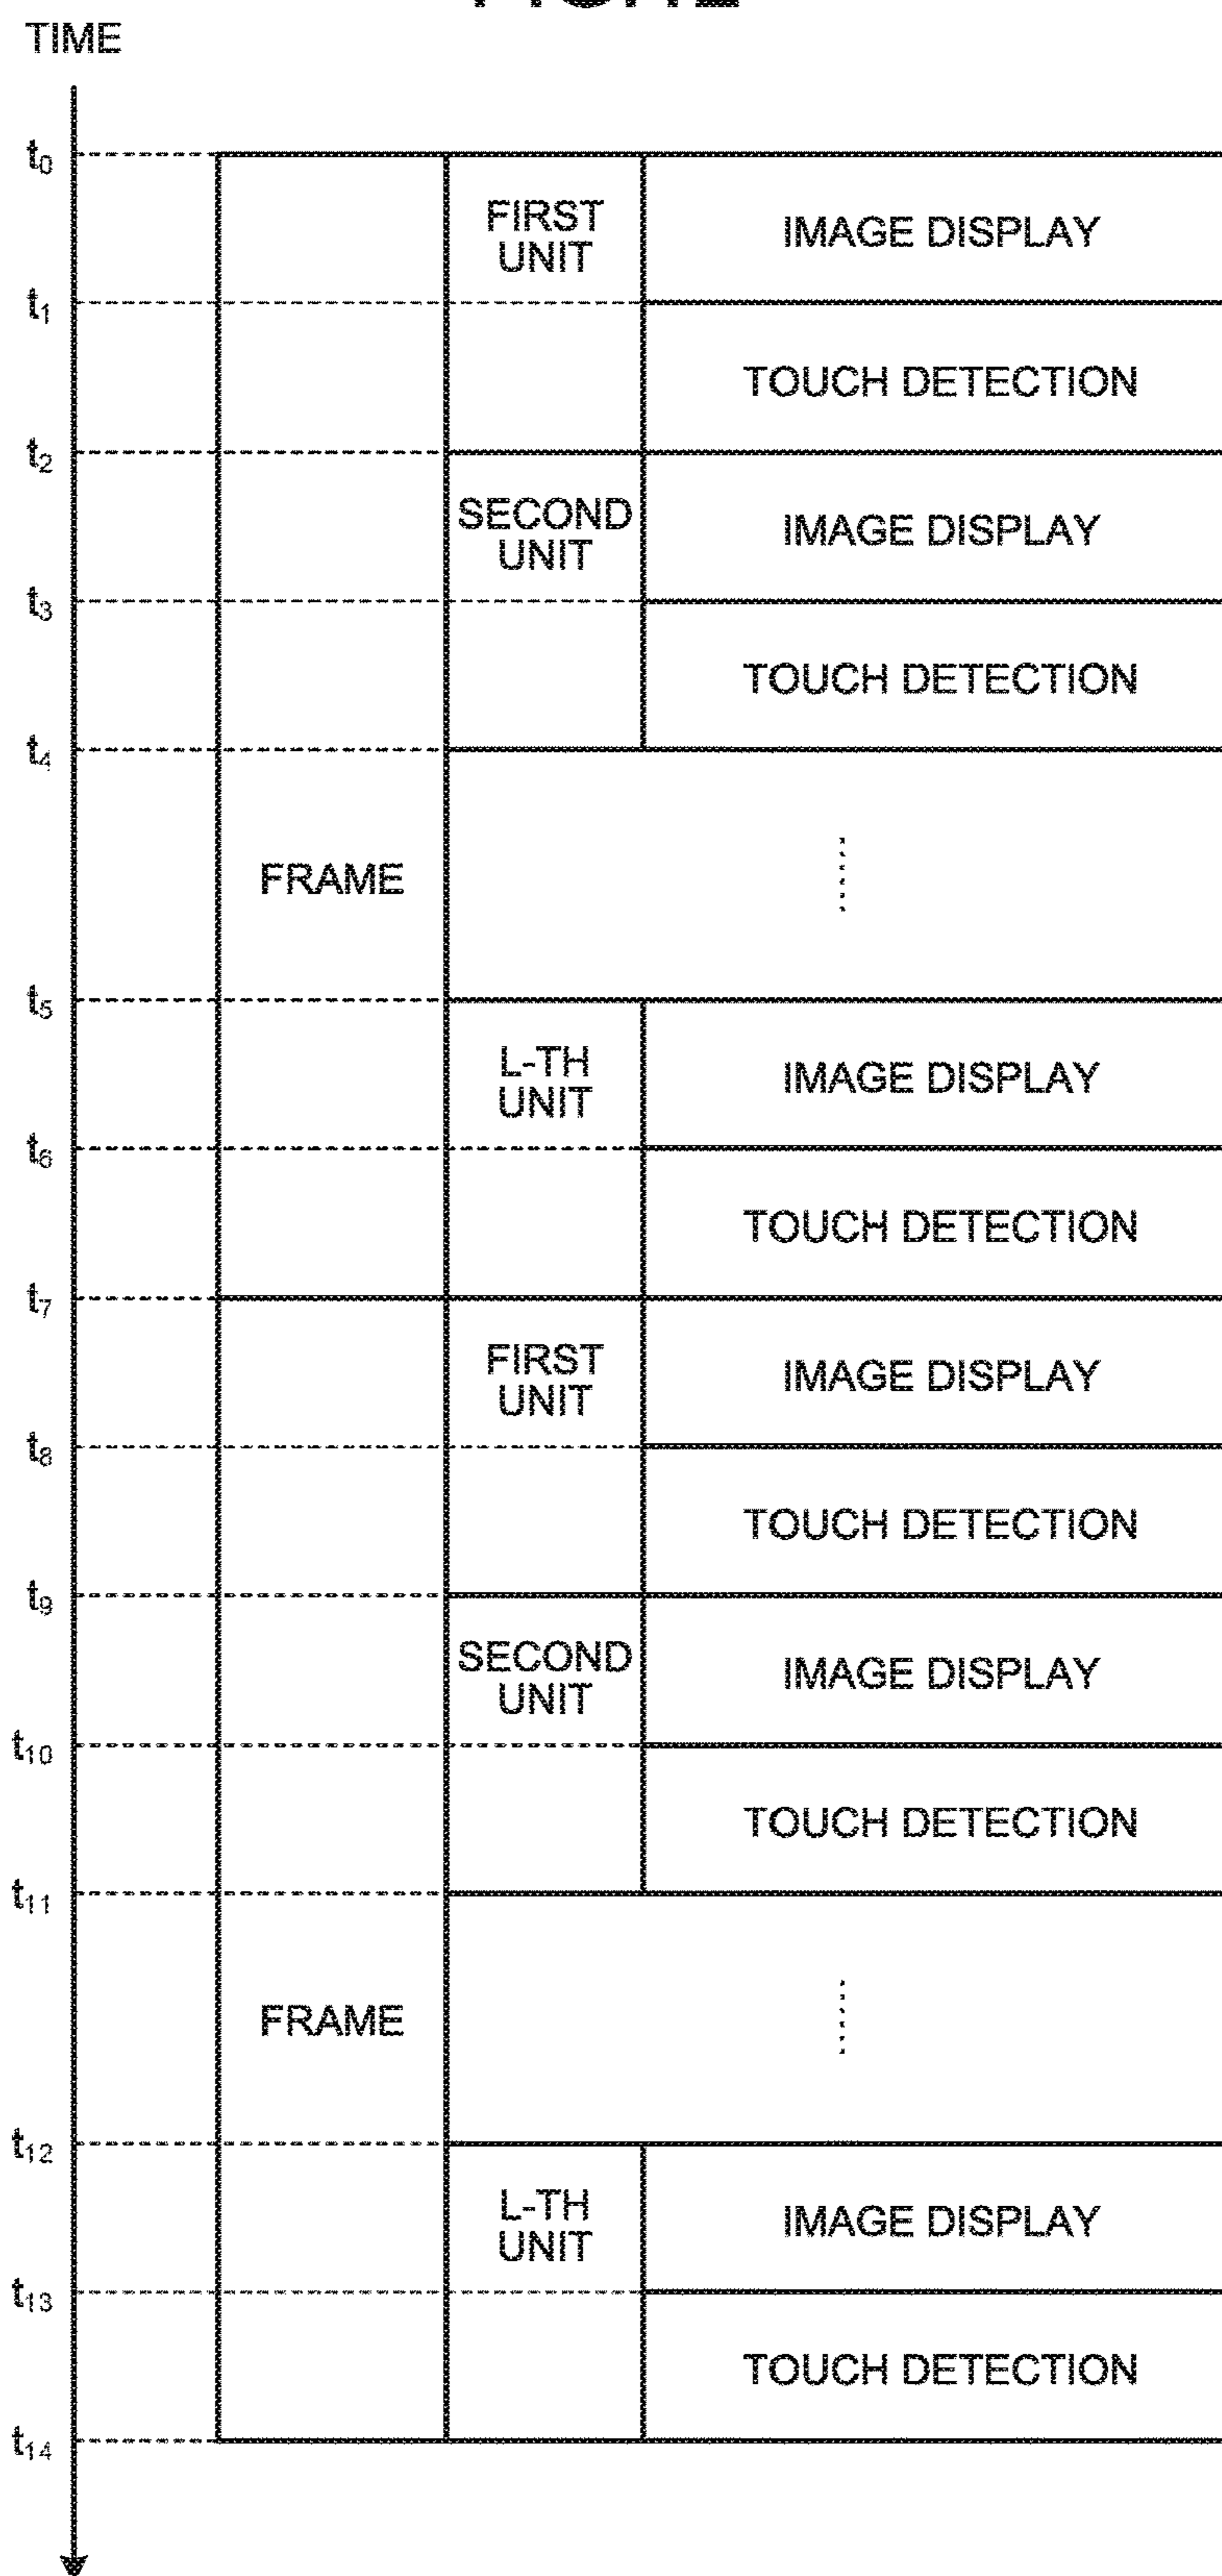 TIME
t0
FIRST
UNIT
IMAGE DISPLAY
t1
TOUCH DETECTION
t2
SECOND
UNIT
IMAGE DISPLAY
t3
TOUCH DETECTION
t4
FRAME
t5
L-TH
UNIT
IMAGE DISPLAY
t6
TOUCH DETECTION
t7
FIRST
UNIT
IMAGE DISPLAY
t8
TOUCH DETECTION
t9
SECOND
UNIT
IMAGE DISPLAY
t10
TOUCH DETECTION
t11
FRAME
t12
L-TH
UNIT
IMAGE DISPLAY
t13
TOUCH DETECTION
t14